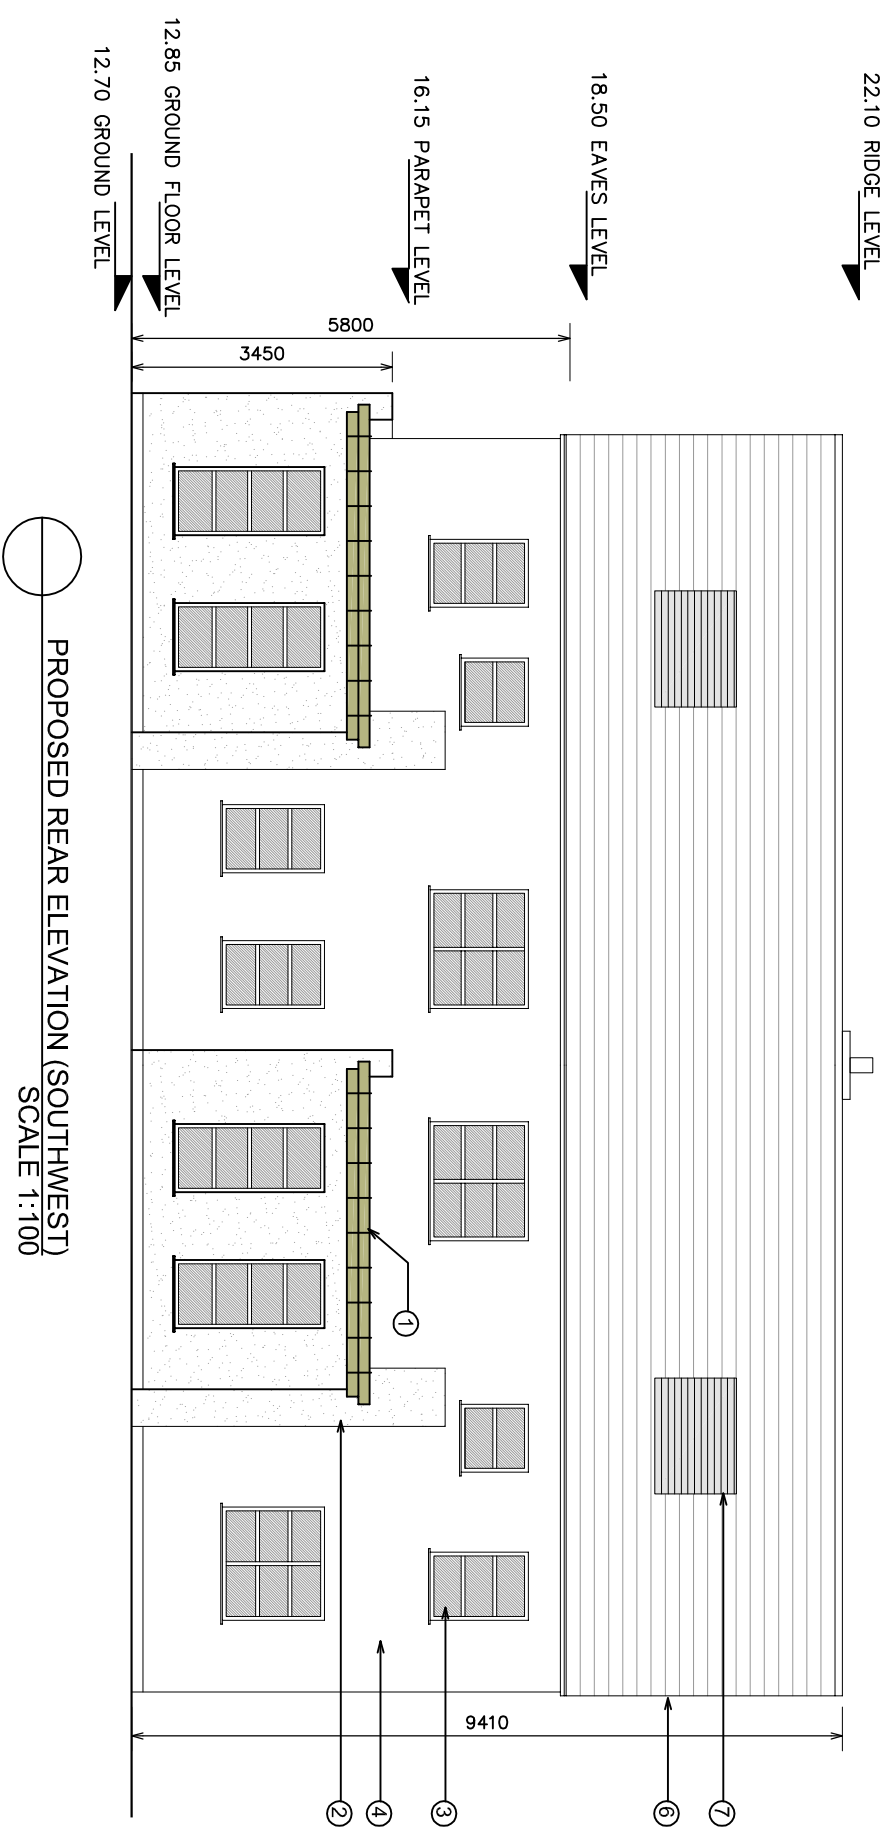 22.10 RIDGE LEVEL
18.50 EAVES LEVEL
16.15 PARAPET LEVEL
12.85 GROUND FLOOR LEVEL
12.70 GROUND LEVEL
5800
3450
9410
1
7
6
3
4
2
PROPOSED REAR ELEVATION (SOUTHWEST)
SCALE 1:100